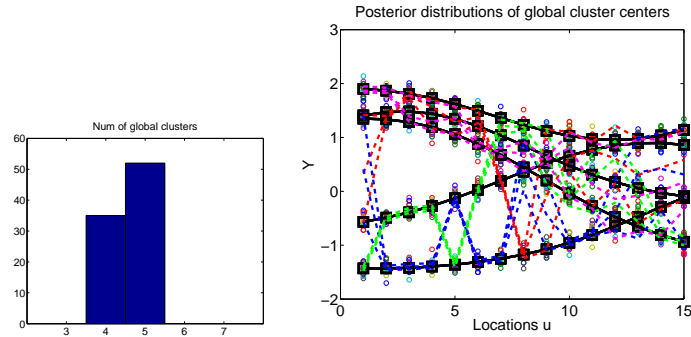 Num of global clusters
60
50
40
30
20
10
0
3 4 5 6 7
Posterior distributions of global cluster centers
3
2
1
0
−1
−2
Y
0 5 10 15
Locations u